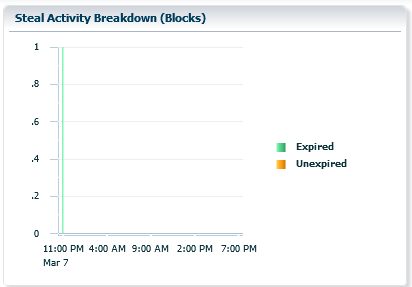 Steal Activity Breakdown (Blocks)
1
.8
.6
.4
.2
0
11:00 PM 4:00 AM 9:00 AM 2:00 PM 7:00 PM
Mar 7
Expired
Unexpired